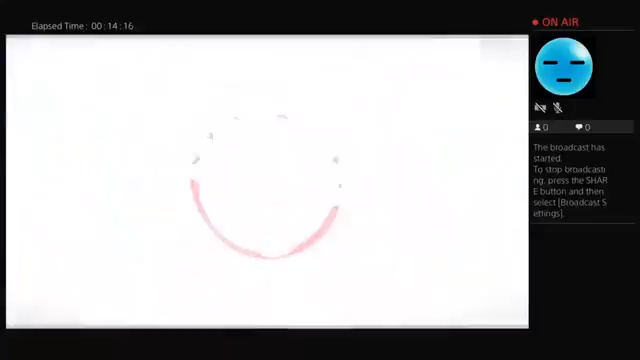 Elapsed Time : 00:14:16
ON AIR
0 0
The broadcast has
started.
To stop broadcasti
ng, press the SHAR
E button and then
select [Broadcast S
ettings].